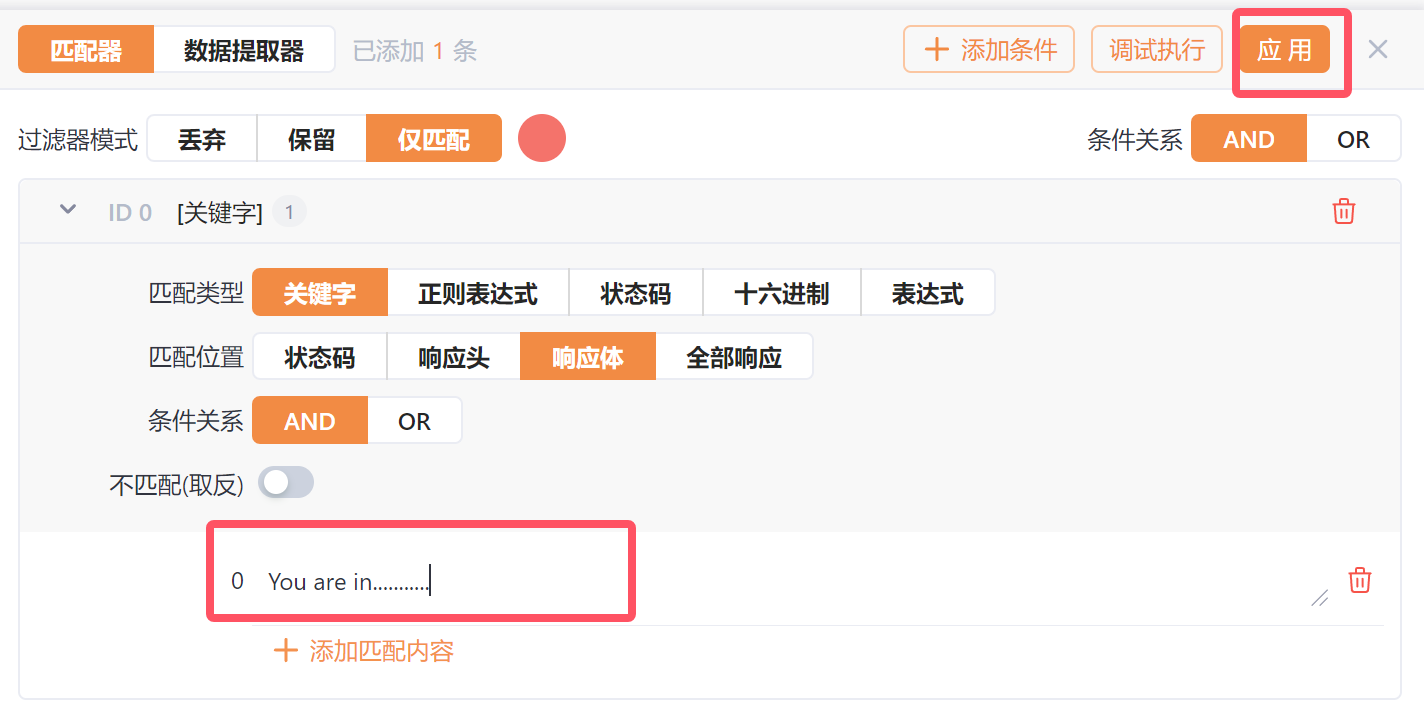 匹配器 数据提取器 已添加 1 条 添加条件 调试执行 应 用
过滤器模式 丢弃 保留 仅匹配 条件关系 AND OR
ID 0 [关键字] 1
匹配类型 关键字 正则表达式 状态码 十六进制 表达式
匹配位置 状态码 响应头 响应体 全部响应
条件关系 AND OR
不匹配(取反)
0 You are in...........
添加匹配内容